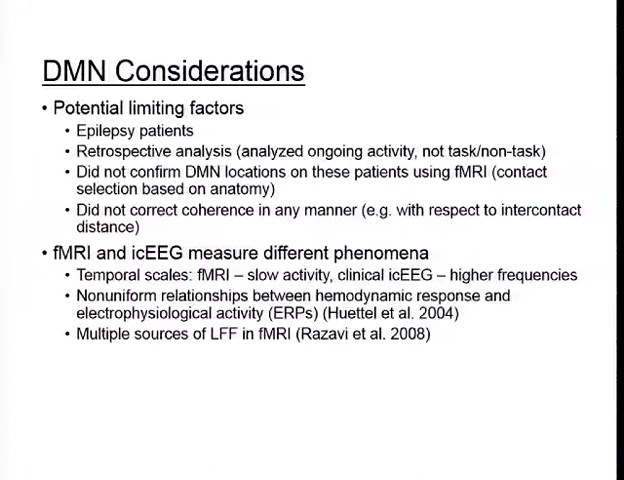 DMN Considerations
• Potential limiting factors
• Epilepsy patients
• Retrospective analysis (analyzed ongoing activity, not task/non-task)
• Did not confirm DMN locations on these patients using fMRI (contact
selection based on anatomy)
• Did not correct coherence in any manner (e.g. with respect to intercontact
distance)
• fMRI and icEEG measure different phenomena
• Temporal scales: fMRI – slow activity, clinical icEEG – higher frequencies
• Nonuniform relationships between hemodynamic response and
electrophysiological activity (ERPs) (Huettel et al. 2004)
• Multiple sources of LFF in fMRI (Razavi et al. 2008)